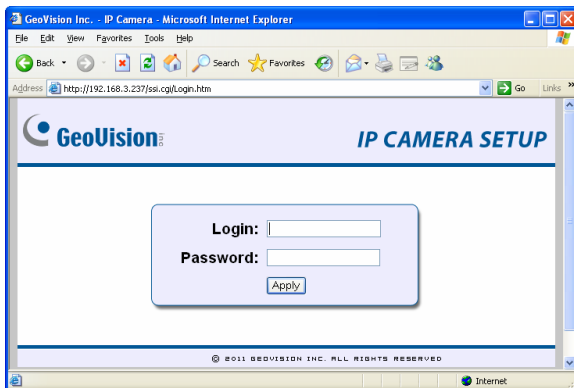 GeoVision Inc. - IP Camera - Microsoft Internet Explorer
File Edit View Favorites Tools Help
Back Search Favorites
Address http://192.168.3.237/ssi.cgi/Login.htm Go Links »
GeoVision inc IP CAMERA SETUP
Login:
Password:
Apply
© 2011 GEOVISION INC. ALL RIGHTS RESERVED
Internet